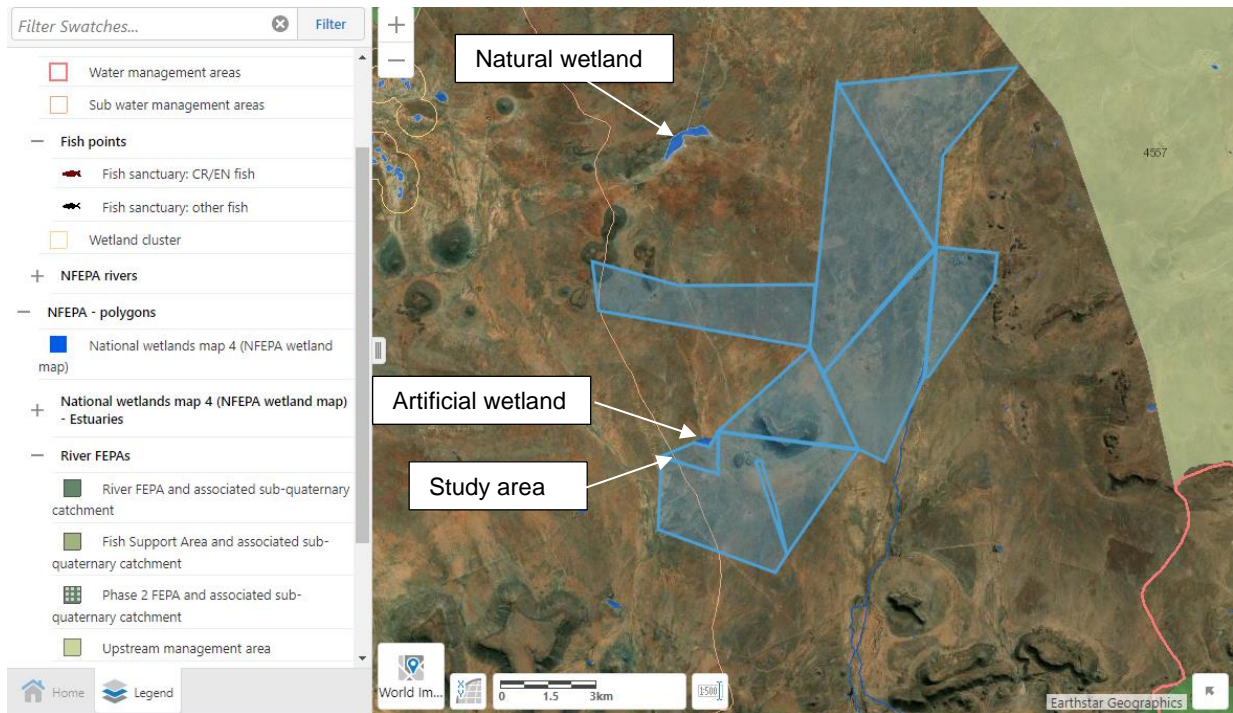 Filter Swatches...
Filter
Water management areas
Sub water management areas
Fish points
Fish sanctuary: CR/EN fish
Fish sanctuary: other fish
Wetland cluster
NFEPA rivers
NFEPA - polygons
National wetlands map 4 (NFEPA wetland
map)
National wetlands map 4 (NFEPA wetland map)
- Estuaries
River FEPAs
River FEPA and associated sub-quaternary
catchment
Fish Support Area and associated sub-
quaternary catchment
Phase 2 FEPA and associated sub-
quaternary catchment
Upstream management area
Home
Legend
Natural wetland
4557
Artificial wetland
Study area
World Im...
XY
0 1.5 3km
1:500
Earthstar Geographics